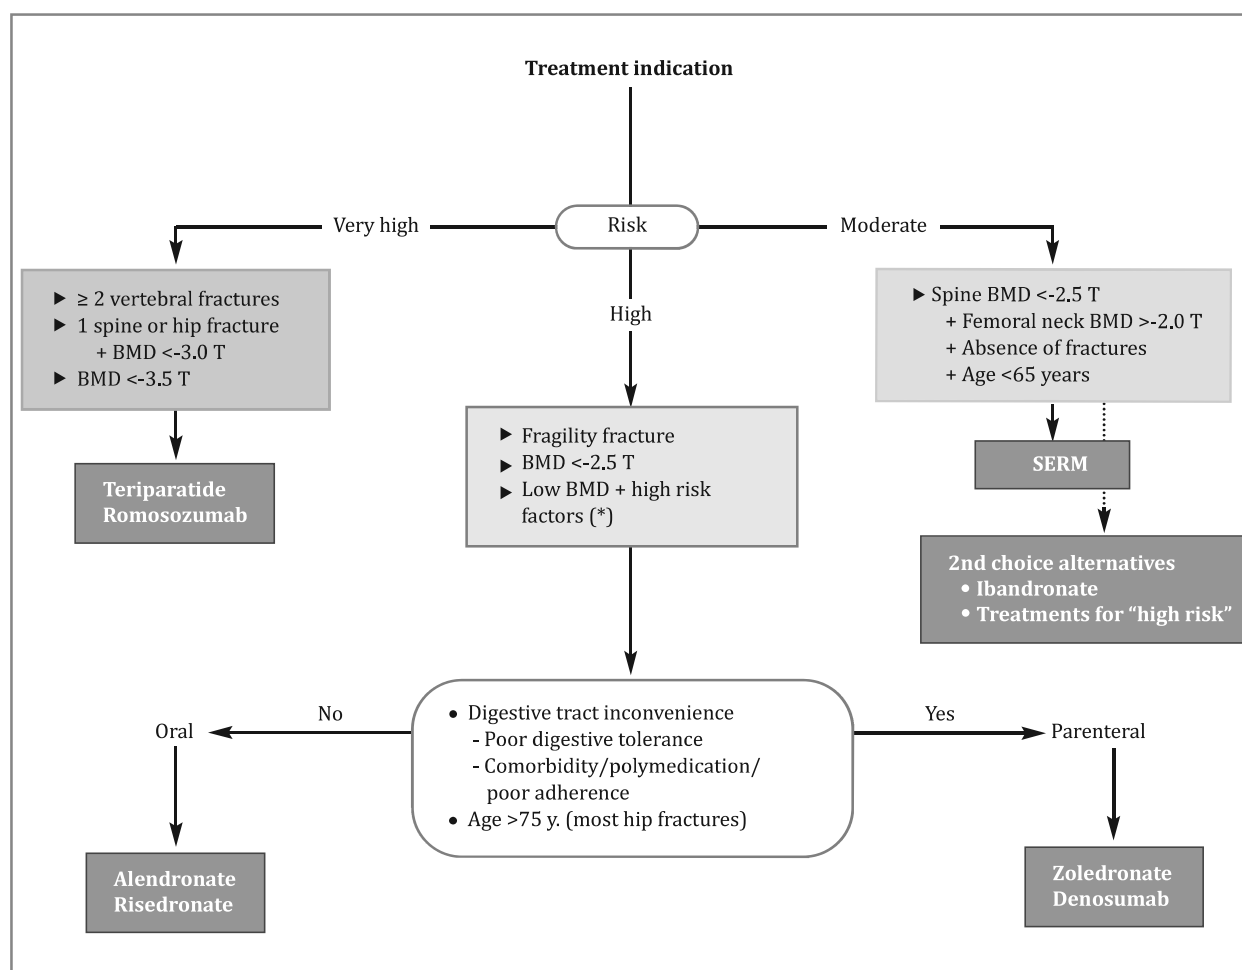 Treatment indication
Risk
Very high
Moderate
High
≥ 2 vertebral fractures
1 spine or hip fracture
+ BMD <-3.0 T
BMD <-3.5 T
Teriparatide
Romosozumab
Fragility fracture
BMD <-2.5 T
Low BMD + high risk
factors (*)
Spine BMD <-2.5 T
+ Femoral neck BMD >-2.0 T
+ Absence of fractures
+ Age <65 years
SERM
2nd choice alternatives
• Ibandronate
• Treatments for “high risk”
• Digestive tract inconvenience
- Poor digestive tolerance
- Comorbidity/polymedication/
poor adherence
• Age >75 y. (most hip fractures)
No
Oral
Alendronate
Risedronate
Yes
Parenteral
Zoledronate
Denosumab